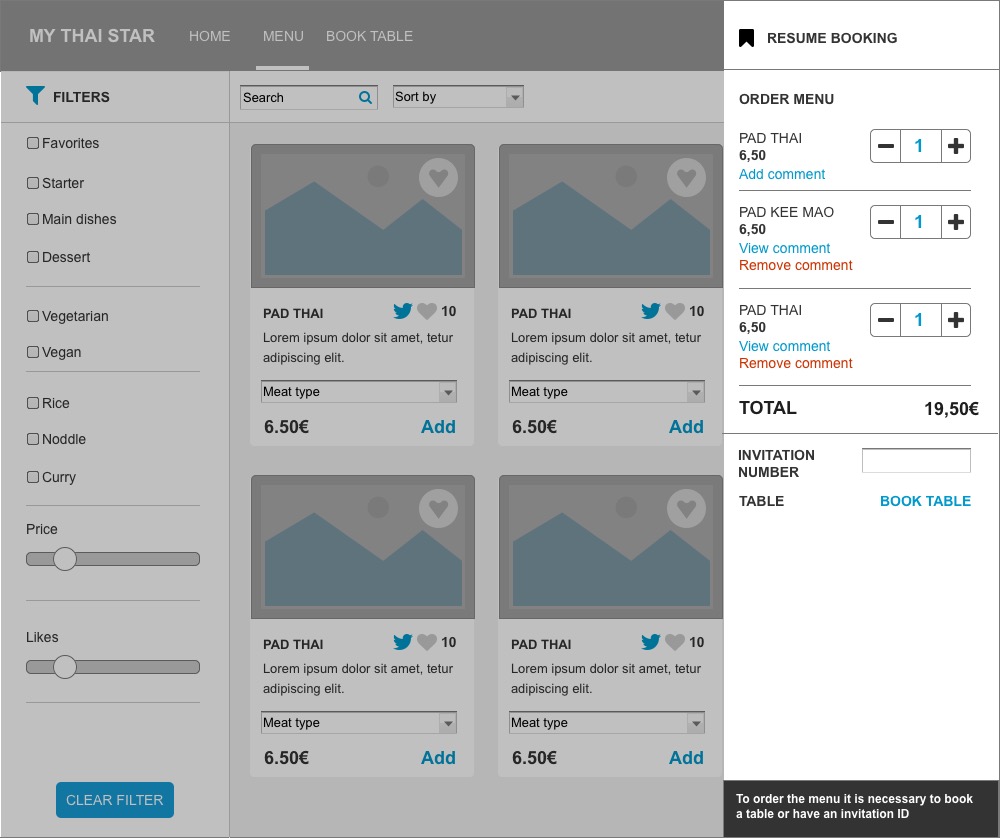 MY THAI STAR
HOME
MENU
BOOK TABLE
FILTERS
Favorites
Starter
Main dishes
Dessert
Vegetarian
Vegan
Rice
Noddle
Curry
Price
Likes
CLEAR FILTER
Search
Sort by
PAD THAI
10
Lorem ipsum dolor sit amet, tetur
adipiscing elit.
Meat type
6.50€
Add
PAD THAI
10
Lorem ipsum dolor sit amet, tetur
adipiscing elit.
Meat type
6.50€
Add
PAD THAI
10
Lorem ipsum dolor sit amet, tetur
adipiscing elit.
Meat type
6.50€
Add
PAD THAI
10
Lorem ipsum dolor sit amet, tetur
adipiscing elit.
Meat type
6.50€
Add
RESUME BOOKING
ORDER MENU
PAD THAI
6,50
Add comment
1
PAD KEE MAO
6,50
View comment
Remove comment
1
PAD THAI
6,50
View comment
Remove comment
1
TOTAL
19,50€
INVITATION
NUMBER
TABLE
BOOK TABLE
To order the menu it is necessary to book
a table or have an invitation ID